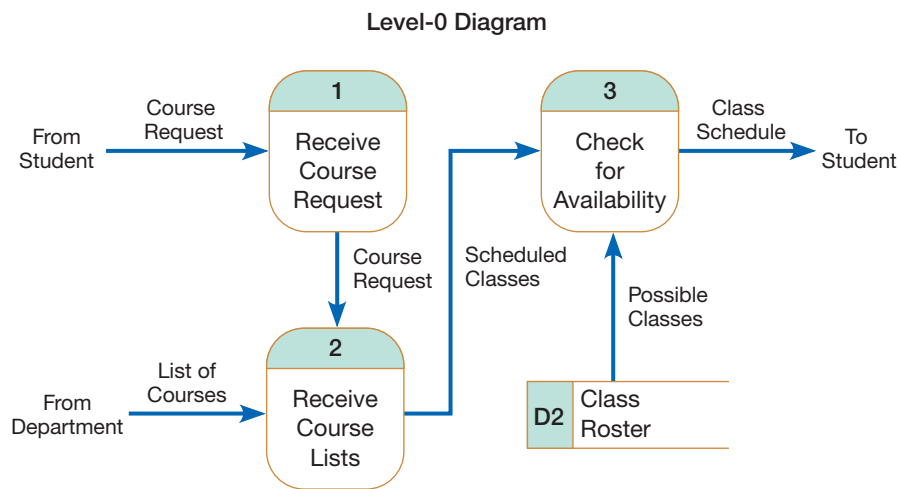 Level-0 Diagram
1
Receive
Course
Request
3
Check
for
Availability
Course
Request
From
Student
Class
Schedule
To
Student
Course
Request
Scheduled
Classes
Possible
Classes
2
Receive
Course
Lists
List of
Courses
From
Department
D2
Class
Roster